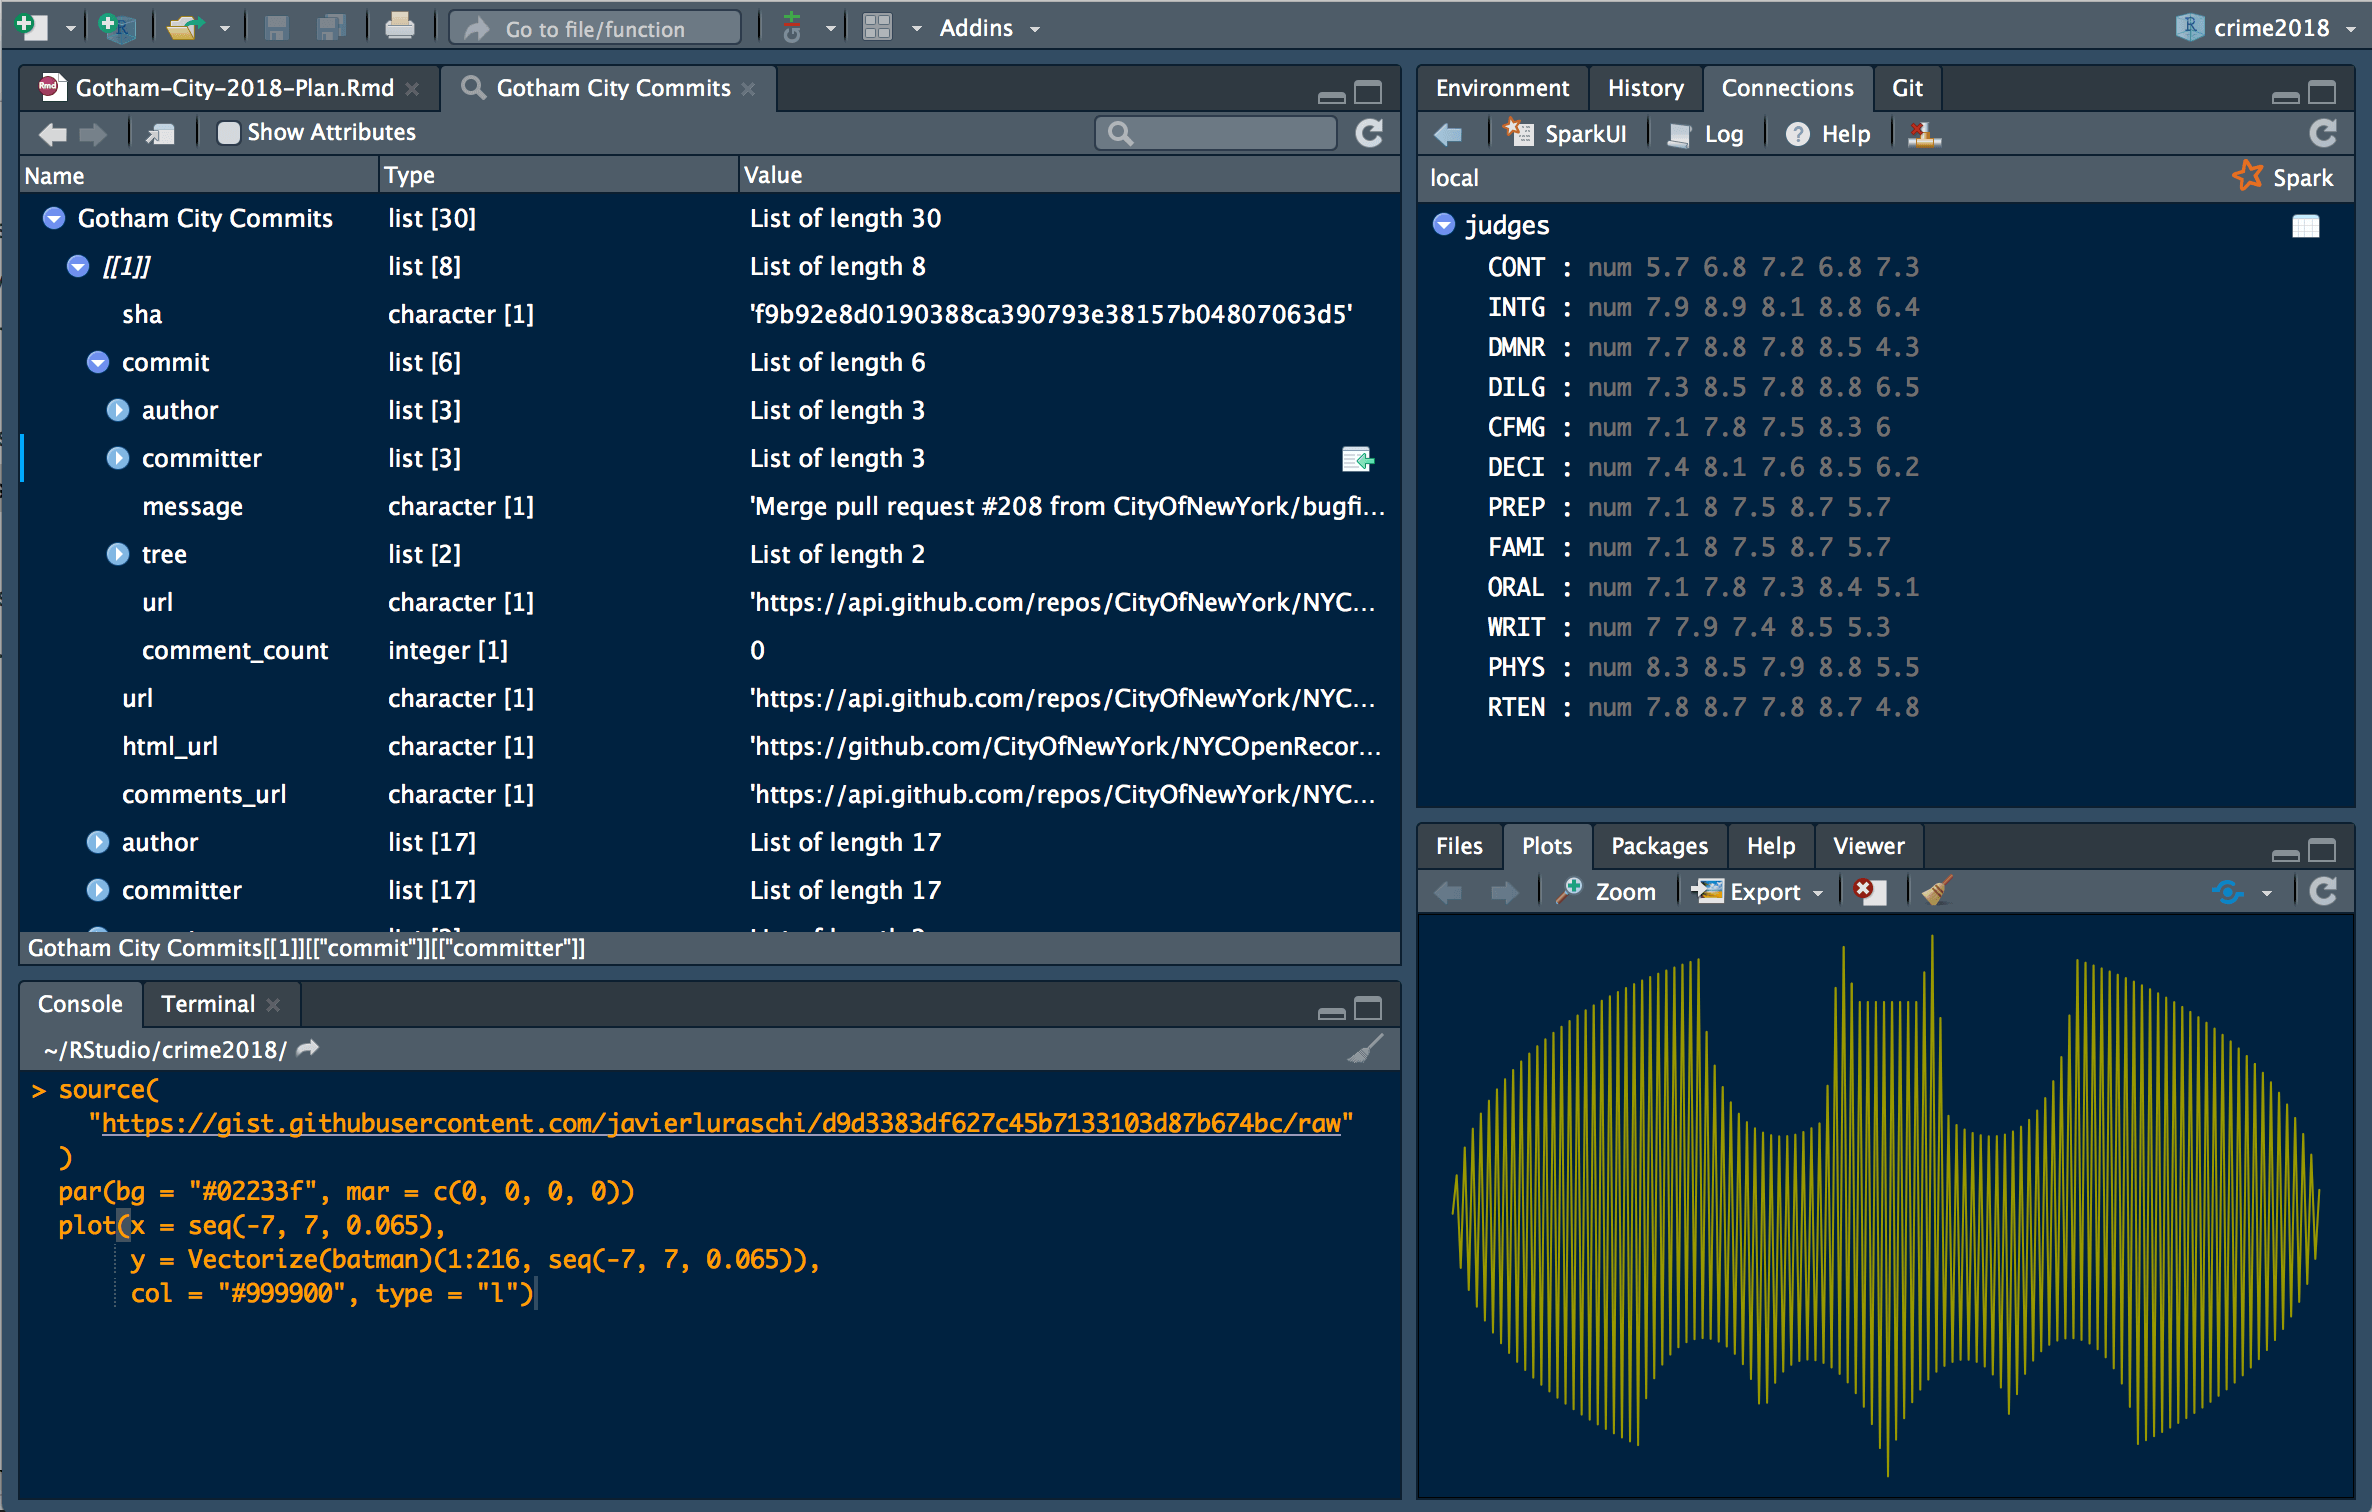 Go to file/function
Addins
crime2018
Gotham-City-2018-Plan.Rmd
Gotham City Commits
Show Attributes
Name Type Value
Gotham City Commits list [30] List of length 30
[[1]] list [8] List of length 8
sha character [1] 'f9b92e8d0190388ca390793e38157b04807063d5'
commit list [6] List of length 6
author list [3] List of length 3
committer list [3] List of length 3
message character [1] 'Merge pull request #208 from CityOfNewYork/bugfi...
tree list [2] List of length 2
url character [1] 'https://api.github.com/repos/CityOfNewYork/NYC...
comment_count integer [1] 0
url character [1] 'https://api.github.com/repos/CityOfNewYork/NYC...
html_url character [1] 'https://github.com/CityOfNewYork/NYCOpenRecor...
comments_url character [1] 'https://api.github.com/repos/CityOfNewYork/NYC...
author list [17] List of length 17
committer list [17] List of length 17
Gotham City Commits[[1]][["commit"]][["committer"]]
Console Terminal
~/RStudio/crime2018/
> source(
"https://gist.githubusercontent.com/javierluraschi/d9d3383df627c45b7133103d87b674bc/raw"
)
par(bg = "#02233f", mar = c(0, 0, 0, 0))
plot(x = seq(-7, 7, 0.065),
y = Vectorize(batman)(1:216, seq(-7, 7, 0.065)),
col = "#999900", type = "l")
Environment History Connections Git
SparkUI Log Help
local Spark
judges
CONT : num 5.7 6.8 7.2 6.8 7.3
INTG : num 7.9 8.9 8.1 8.8 6.4
DMNR : num 7.7 8.8 7.8 8.5 4.3
DILG : num 7.3 8.5 7.8 8.8 6.5
CFMG : num 7.1 7.8 7.5 8.3 6
DECI : num 7.4 8.1 7.6 8.5 6.2
PREP : num 7.1 8 7.5 8.7 5.7
FAMI : num 7.1 8 7.5 8.7 5.7
ORAL : num 7.1 7.8 7.3 8.4 5.1
WRIT : num 7 7.9 7.4 8.5 5.3
PHYS : num 8.3 8.5 7.9 8.8 5.5
RTEN : num 7.8 8.7 7.8 8.7 4.8
Files Plots Packages Help Viewer
Zoom Export